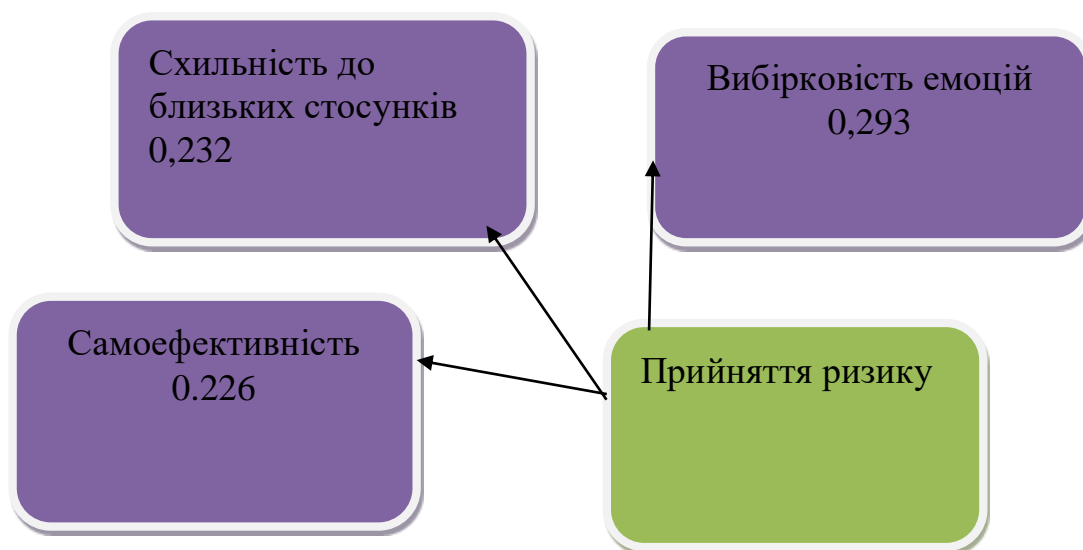 Схильність до
близьких стосунків
0,232
Вибірковість емоцій
0,293
Самоефективність
0.226
Прийняття ризику